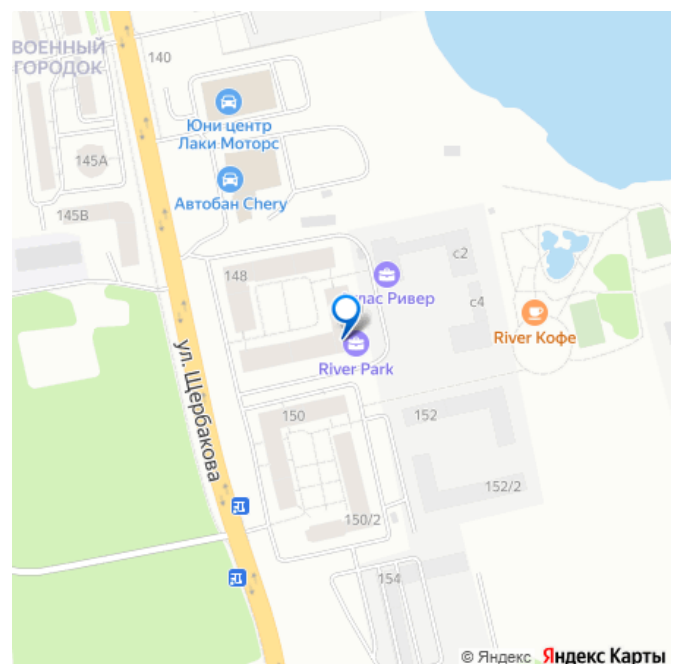 ВОЕННЫЙ
ГОРОДОК
140
Юни центр
Лаки Моторс
145А
Автобан Chery
145В
с2
148
Ривер
с4
River Кофе
River Park
ул. Щербакова
150
152
152/2
150/2
154
© Яндекс Яндекс Карты